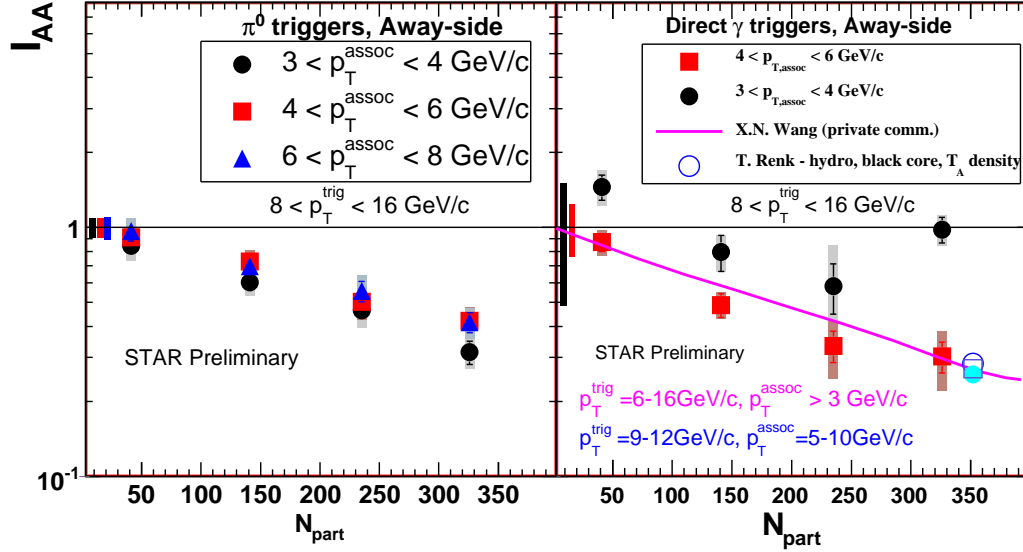 I_AA
π⁰ triggers, Away-side
3 < p_T^assoc < 4 GeV/c
4 < p_T^assoc < 6 GeV/c
6 < p_T^assoc < 8 GeV/c
8 < p_T^trig < 16 GeV/c
1
STAR Preliminary
10⁻¹
50 100 150 200 250 300 350
N_part
Direct γ triggers, Away-side
4 < p_T,assoc < 6 GeV/c
3 < p_T,assoc < 4 GeV/c
X.N. Wang (private comm.)
T. Renk - hydro, black core, T_A density
8 < p_T^trig < 16 GeV/c
STAR Preliminary
p_T^trig =6-16GeV/c, p_T^assoc > 3 GeV/c
p_T^trig =9-12GeV/c, p_T^assoc =5-10GeV/c
0 50 100 150 200 250 300 350
N_part